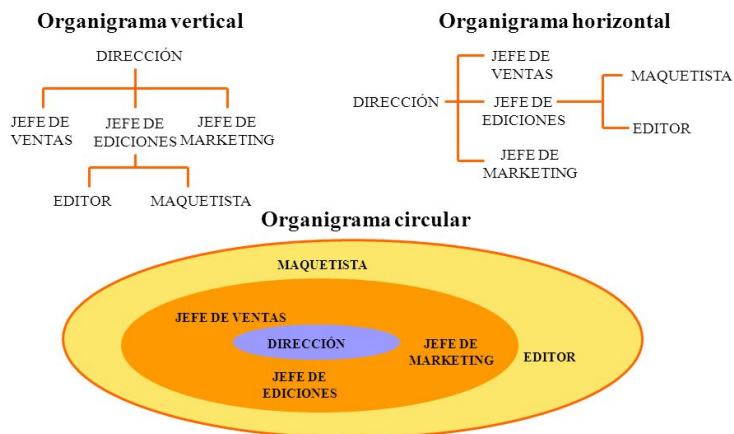 Organigrama vertical
DIRECCIÓN
JEFE DE
VENTAS
JEFE DE
EDICIONES
JEFE DE
MARKETING
EDITOR
MAQUETISTA
Organigrama horizontal
DIRECCIÓN
JEFE DE
VENTAS
JEFE DE
EDICIONES
JEFE DE
MARKETING
MAQUETISTA
EDITOR
Organigrama circular
MAQUETISTA
JEFE DE VENTAS
DIRECCIÓN
JEFE DE
MARKETING
EDITOR
JEFE DE
EDICIONES